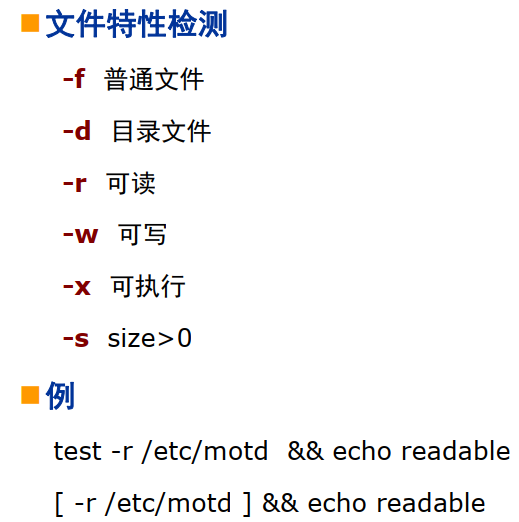 文件特性检测
-f 普通文件
-d 目录文件
-r 可读
-w 可写
-x 可执行
-s size>0
例
test -r /etc/motd && echo readable
[ -r /etc/motd ] && echo readable